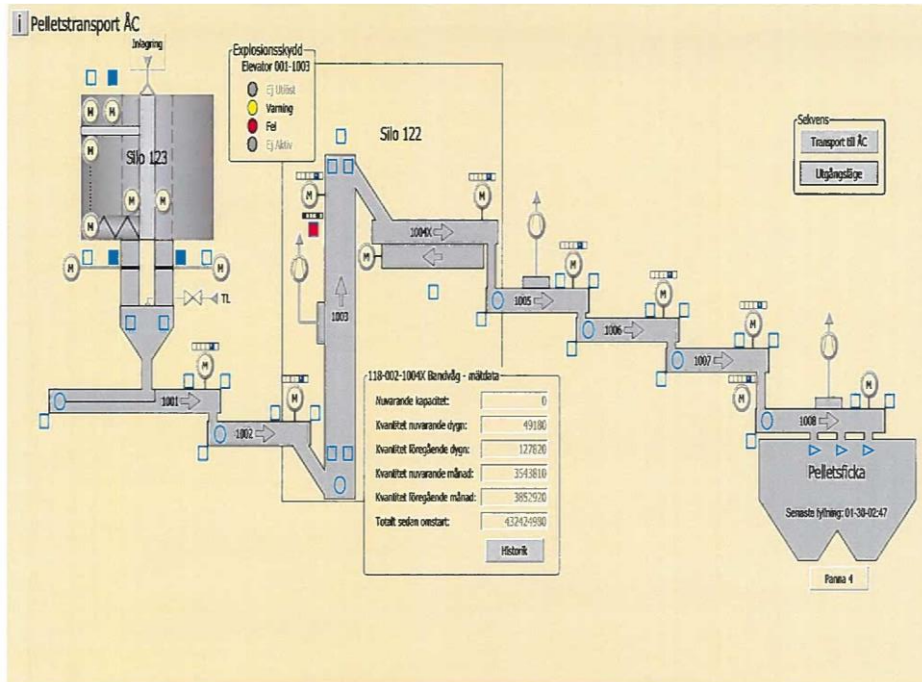 i Pelletstransport ÅC
Inlagring
Explosionsskydd
Elevator 001-1003
Ej Utlöst
Varning
Fel
Ej Aktiv
Silo 122
Sekvens
Transport till ÅC
Utgångsläge
M M
Silo 123
M
M M
M
M M
TL
M
M
1004X
M
1003
M
1005
M
1006
M
1007
M
M
M
1008
M
1001
M
1002
118-002-1004X Bandvåg - mätdata
Nuvarande kapacitet: 0
Kvantitet nuvarande dygn: 49180
Kvantitet föregående dygn: 127820
Kvantitet nuvarande månad: 3543810
Kvantitet föregående månad: 3852920
Totalt sedan omstart: 432424980
Historik
Pelletsficka
Senaste fyllning: 01-30-02:47
Panna 4